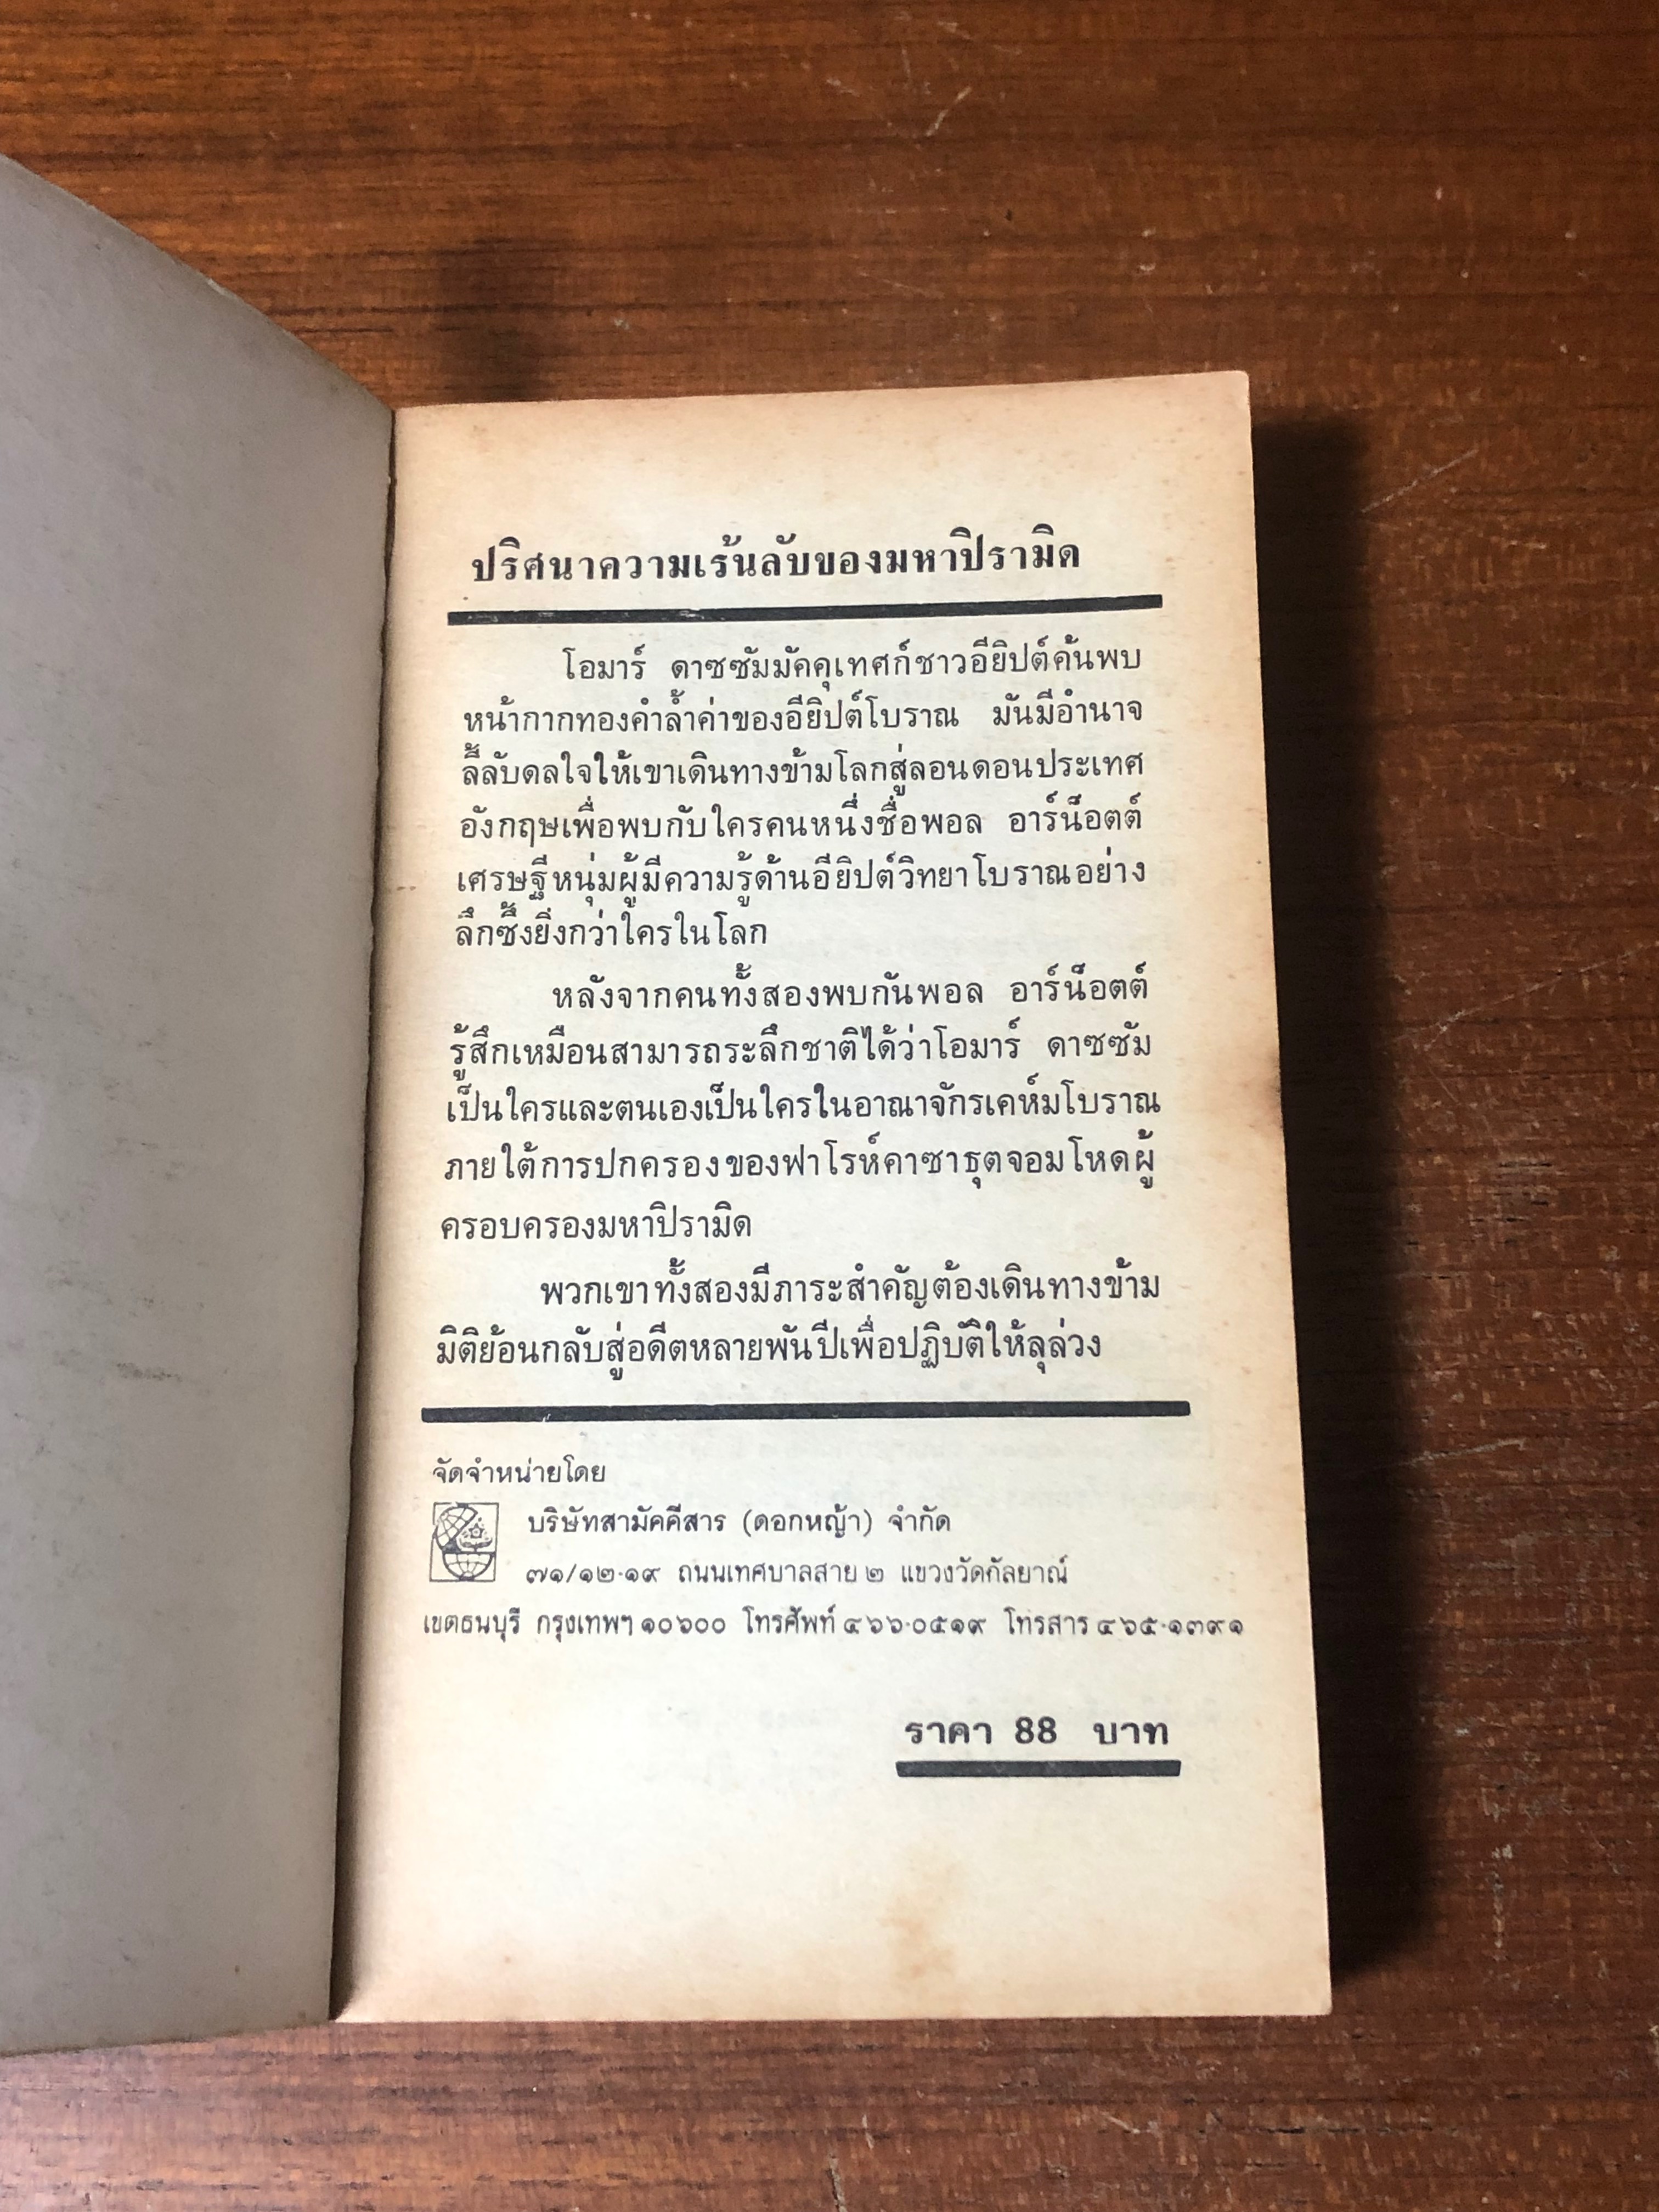 ปริศนาความเร้นลับของมหาปิรามิด
โอมาร์ ดาซซัมมัคคุเทศก์ชาวอียิปต์ค้นพบ
หน้ากากทองคำล้ำค่าของอียิปต์โบราณ มันมีอำนาจ
ลี้ลับดลใจให้เขาเดินทางข้ามโลกสู่ลอนดอนประเทศ
อังกฤษเพื่อพบกับใครคนหนึ่งชื่อพอล อาร์น็อตต์
เศรษฐีหนุ่มผู้มีความรู้ด้านอียิปต์วิทยาโบราณอย่าง
ลึกซึ้งยิ่งกว่าใครในโลก
หลังจากคนทั้งสองพบกันพอล อาร์น็อตต์
รู้สึกเหมือนสามารถระลึกชาติได้ว่าโอมาร์ ดาซซัม
เป็นใครและตนเองเป็นใครในอาณาจักรเคห์มโบราณ
ภายใต้การปกครองของฟาโรห์คาซาธุตจอมโหดผู้
ครอบครองมหาปิรามิด
พวกเขาทั้งสองมีภาระสำคัญต้องเดินทางข้าม
มิติย้อนกลับสู่อดีตหลายพันปีเพื่อปฏิบัติให้ลุล่วง
จัดจำหน่ายโดย
บริษัทสามัคคีสาร (ดอกหญ้า) จำกัด
๗๑/๑๒-๑๙ ถนนเทศบาลสาย ๒ แขวงวัดกัลยาณ์
เขตธนบุรี กรุงเทพฯ ๑๐๖๐๐ โทรศัพท์ ๔๖๖-๐๕๑๙ โทรสาร ๔๖๕-๑๓๙๑
ราคา 88 บาท